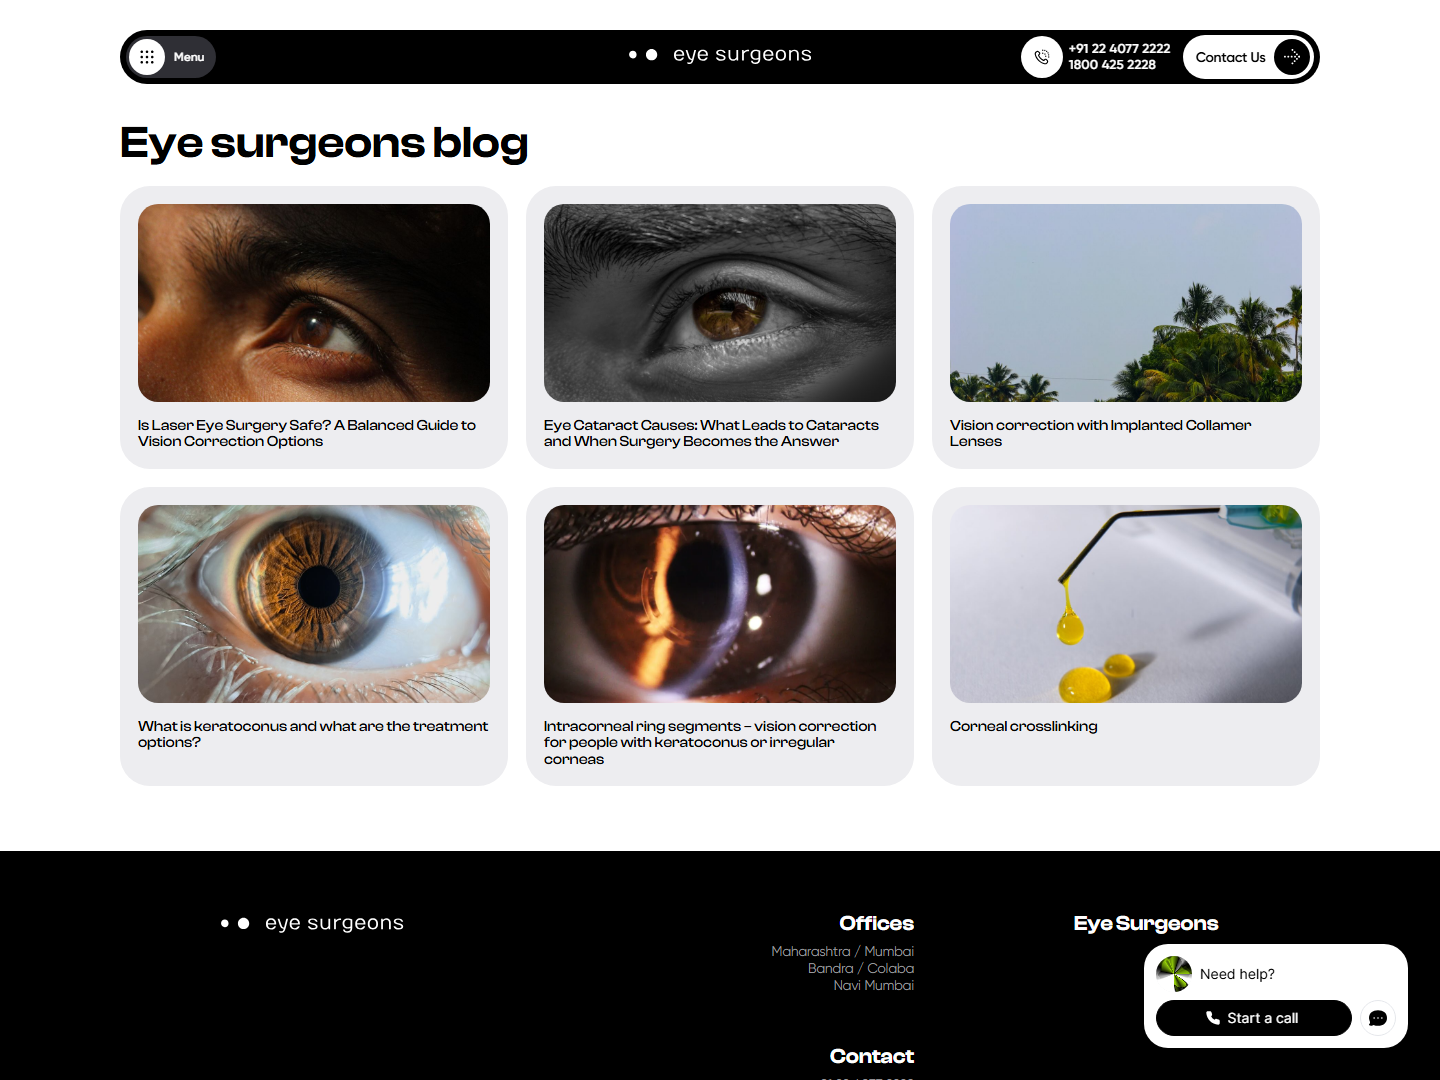 Menu
eye surgeons
+91 22 4077 2222
1800 425 2228
Contact Us
Eye surgeons blog
Is Laser Eye Surgery Safe? A Balanced Guide to
Vision Correction Options
Eye Cataract Causes: What Leads to Cataracts
and When Surgery Becomes the Answer
Vision correction with Implanted Collamer
Lenses
What is keratoconus and what are the treatment
options?
Intracorneal ring segments – vision correction
for people with keratoconus or irregular
corneas
Corneal crosslinking
eye surgeons
Offices
Maharashtra / Mumbai
Bandra / Colaba
Navi Mumbai
Contact
Eye Surgeons
Need help?
Start a call